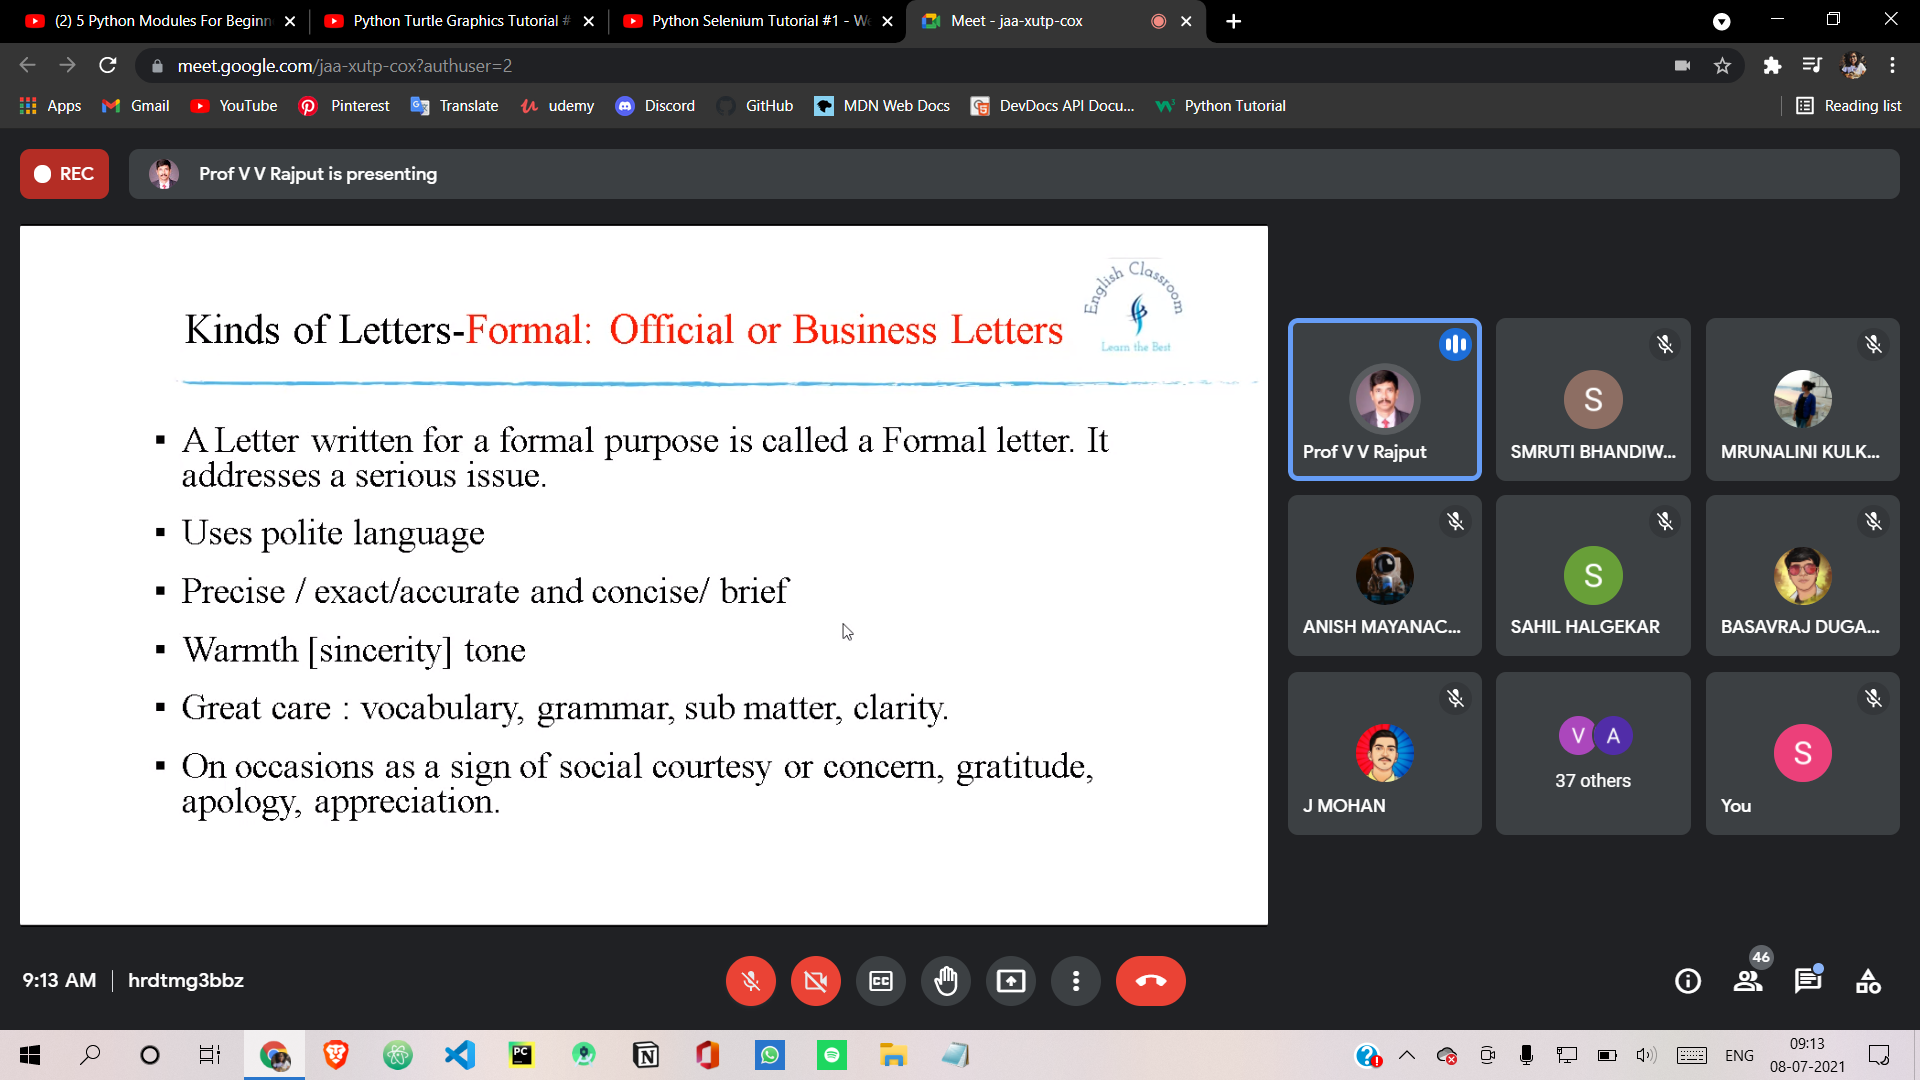 (2) 5 Python Modules For Beginn
Python Turtle Graphics Tutorial #
Python Selenium Tutorial #1 - We
Meet - jaa-xutp-cox
meet.google.com/jaa-xutp-cox?authuser=2
Apps
Gmail
YouTube
Pinterest
Translate
udemy
Discord
GitHub
MDN Web Docs
DevDocs API Docu...
Python Tutorial
Reading list
REC
Prof V V Rajput is presenting
English Classroom
Learn the Best
Kinds of Letters-Formal: Official or Business Letters
▪ A Letter written for a formal purpose is called a Formal letter. It
addresses a serious issue.
▪ Uses polite language
▪ Precise / exact/accurate and concise/ brief
▪ Warmth [sincerity] tone
▪ Great care : vocabulary, grammar, sub matter, clarity.
▪ On occasions as a sign of social courtesy or concern, gratitude,
apology, appreciation.
Prof V V Rajput
S
SMRUTI BHANDIW...
MRUNALINI KULK...
ANISH MAYANAC...
S
SAHIL HALGEKAR
BASAVRAJ DUGA...
J MOHAN
V A
37 others
S
You
9:13 AM | hrdtmg3bbz
CC
46
PC
N
ENG
09:13
08-07-2021